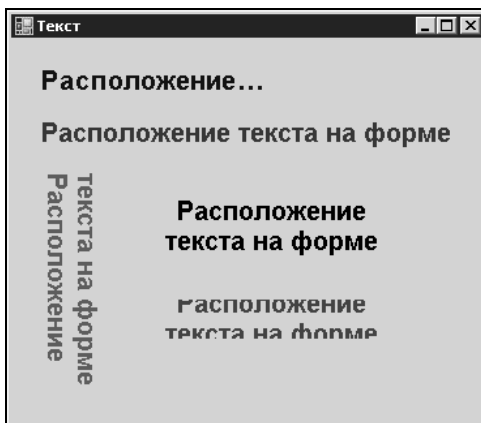 Текст
Расположение...
Расположение текста на форме
текста на форме
Расположение
Расположение
текста на форме
Расположение
текста на форме